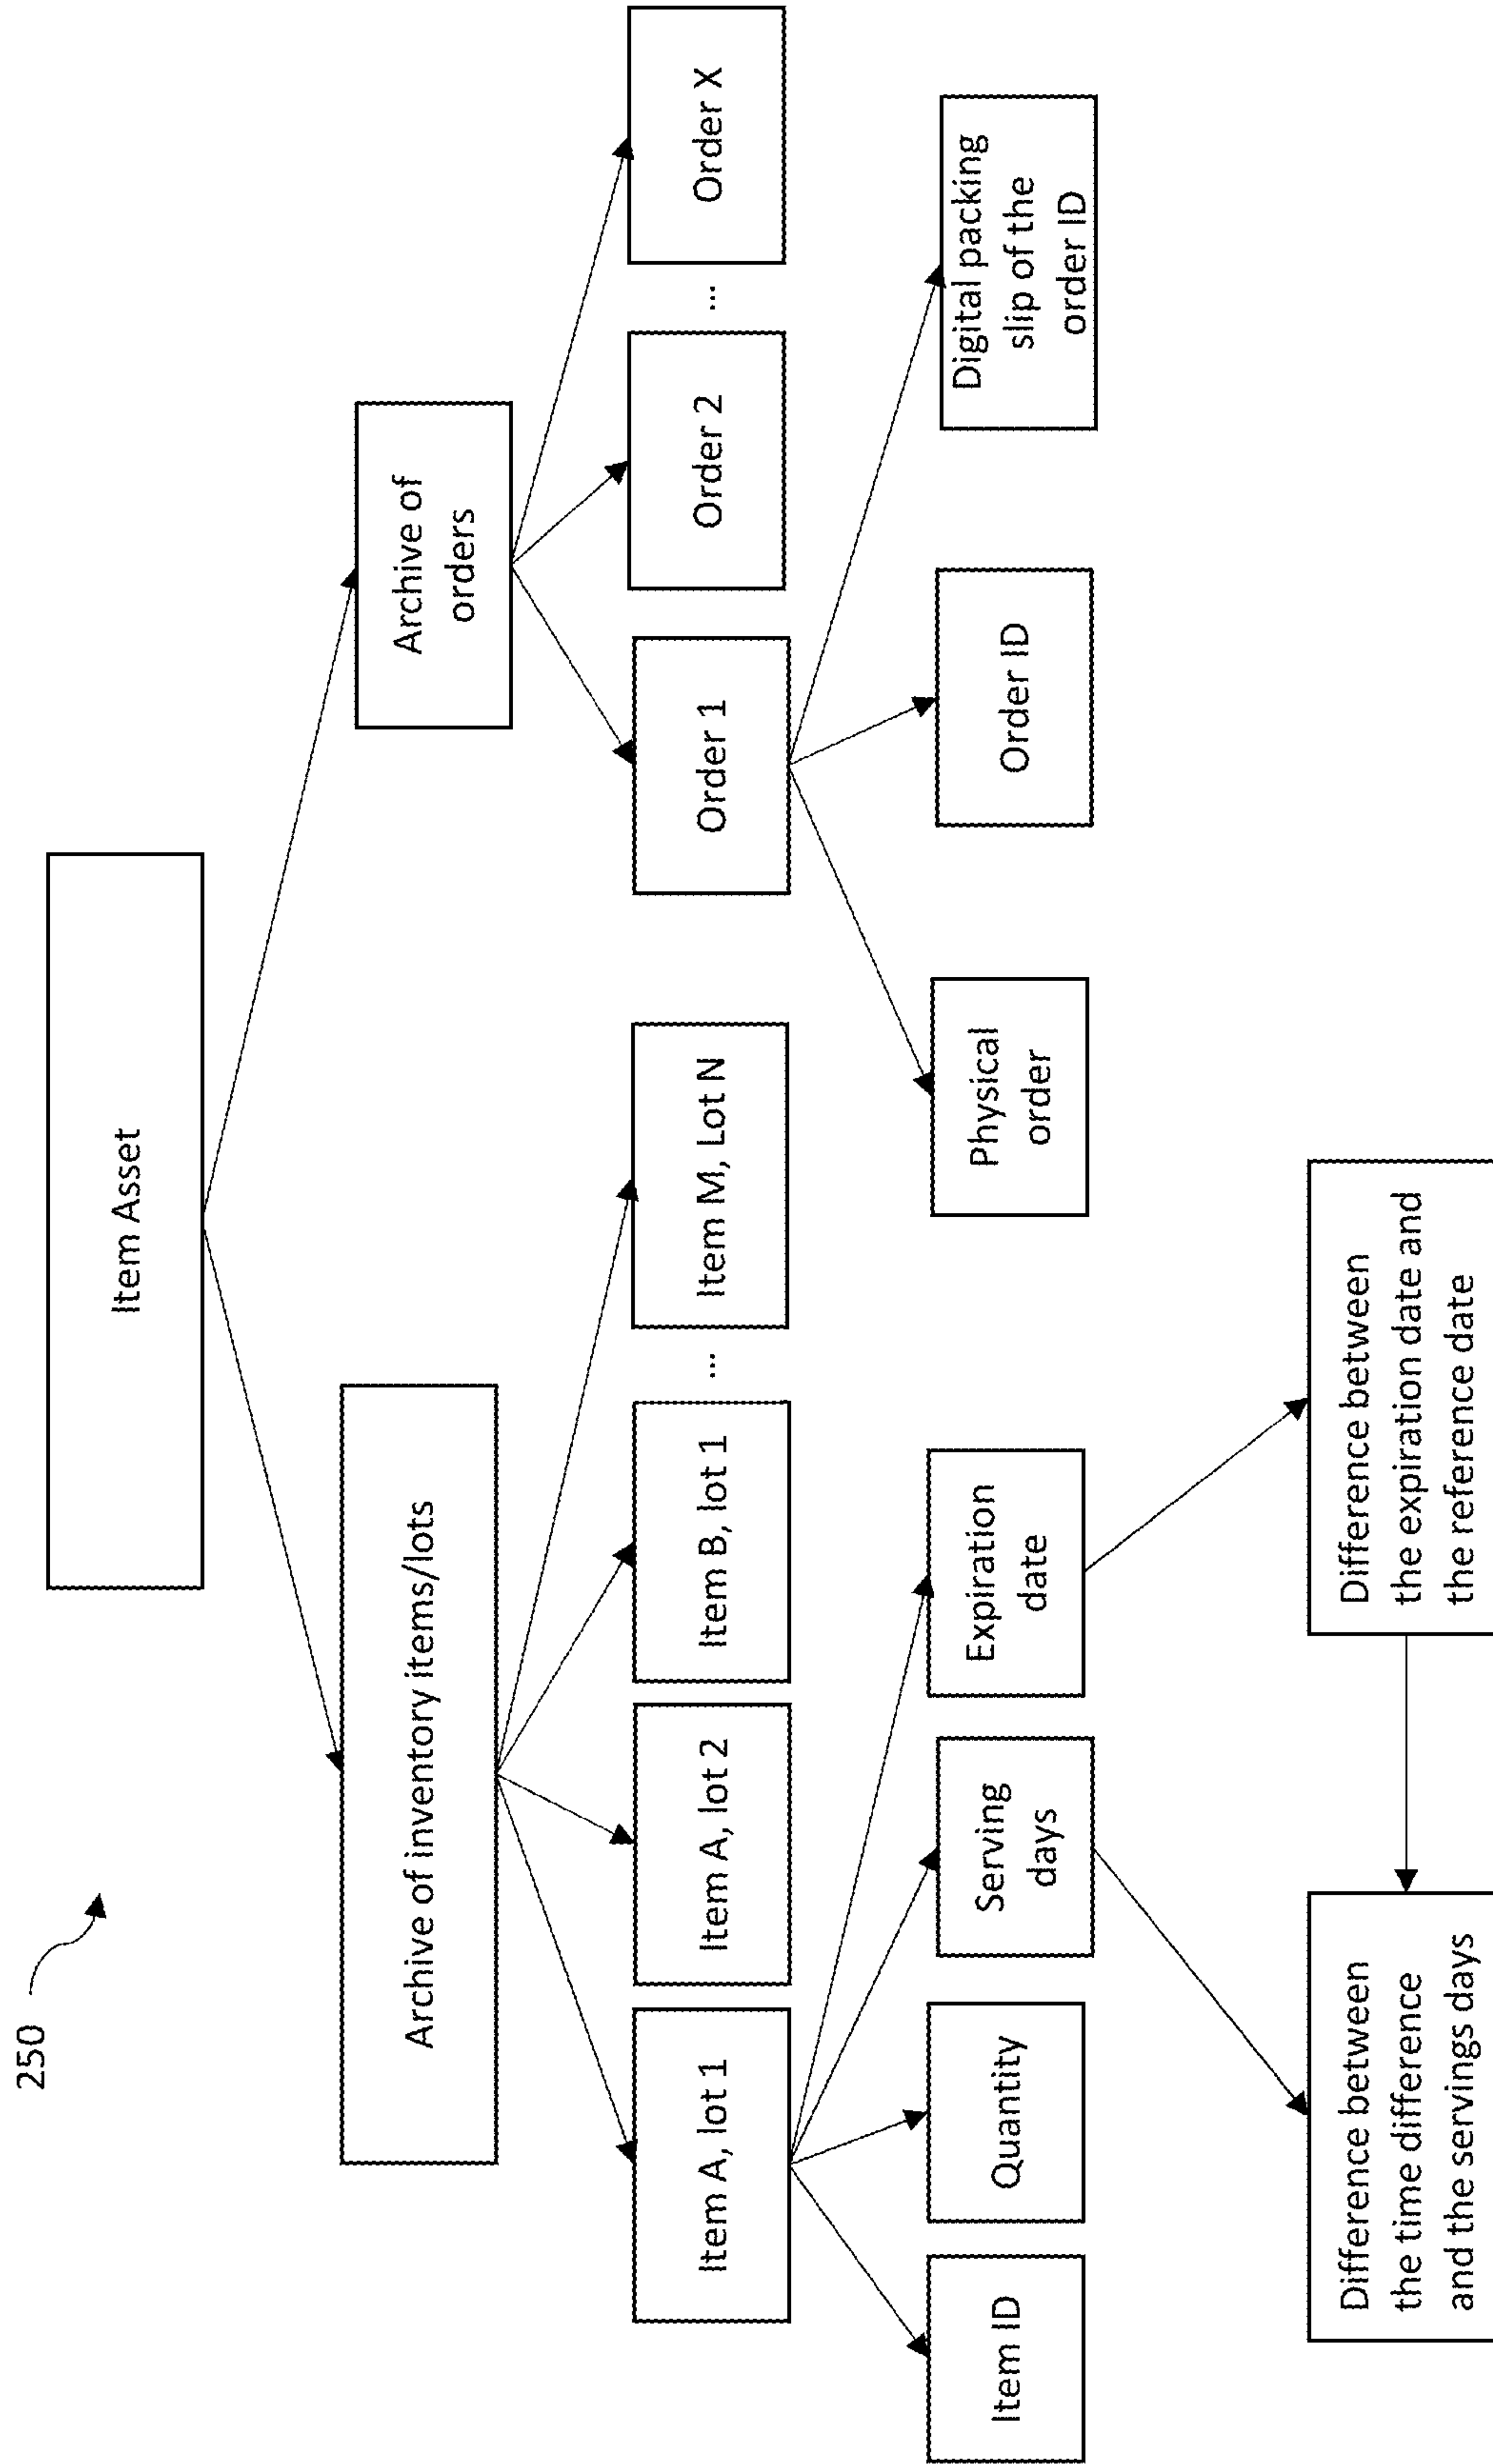 250
Item Asset
Archive of inventory items/lots
Archive of
orders
Item A, lot 1
Item A, lot 2
Item B, lot 1
...
Item M, Lot N
Order 1
Order 2
...
Order X
Item ID
Quantity
Serving
days
Expiration
date
Physical
order
Order ID
Digital packing
slip of the
order ID
Difference between
the time difference
and the servings days
Difference between
the expiration date and
the reference date